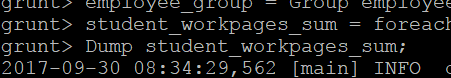 grunt> employee_group = Group employee
grunt> student_workpages_sum = foreach
grunt> Dump student_workpages_sum;
2017-09-30 08:34:29,562 [main] INFO